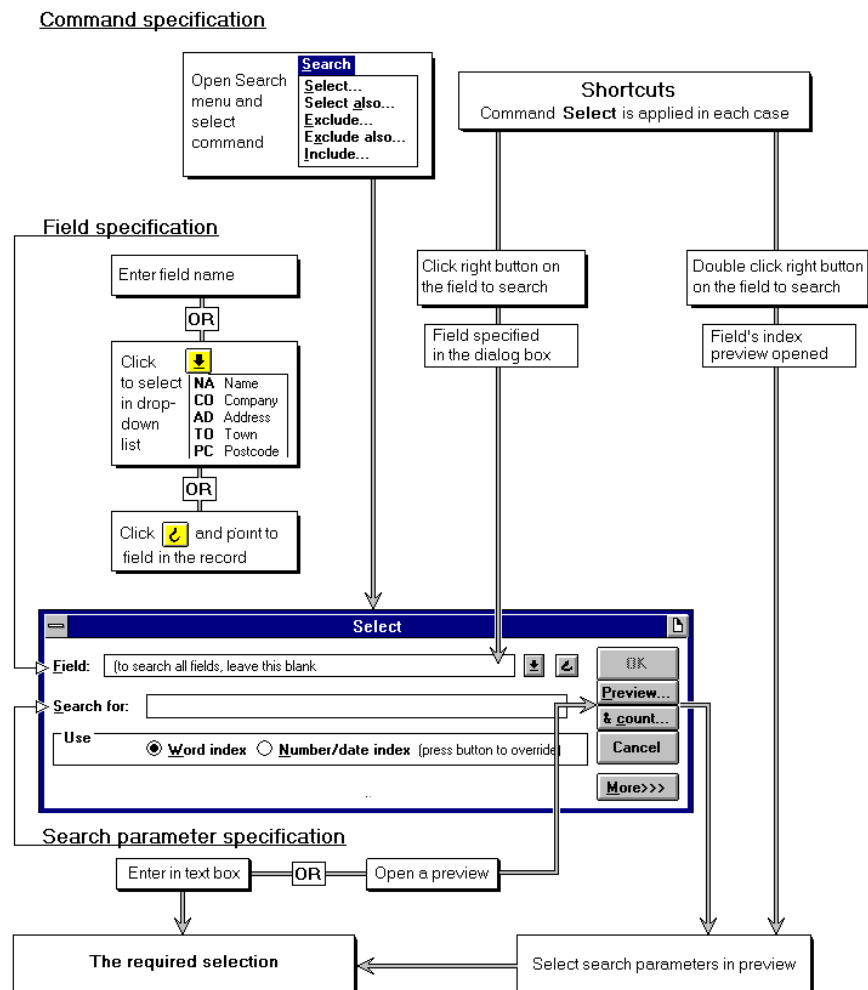 Command specification
Open Search
menu and
select
command
Search
Select...
Select also...
Exclude...
Exclude also...
Include...
Shortcuts
Command Select is applied in each case
Field specification
Enter field name
OR
Click
to select
in drop-
down
list
NA Name
CO Company
AD Address
TO Town
PC Postcode
OR
Click and point to
field in the record
Click right button on
the field to search
Field specified
in the dialog box
Double click right button
on the field to search
Field's index
preview opened
Select
Field: (to search all fields, leave this blank
OK
Preview...
Search for:
& count...
Use
Word index Number/date index (press button to override)
Cancel
More>>>
..
Search parameter specification
Enter in text box
OR
Open a preview
The required selection
Select search parameters in preview